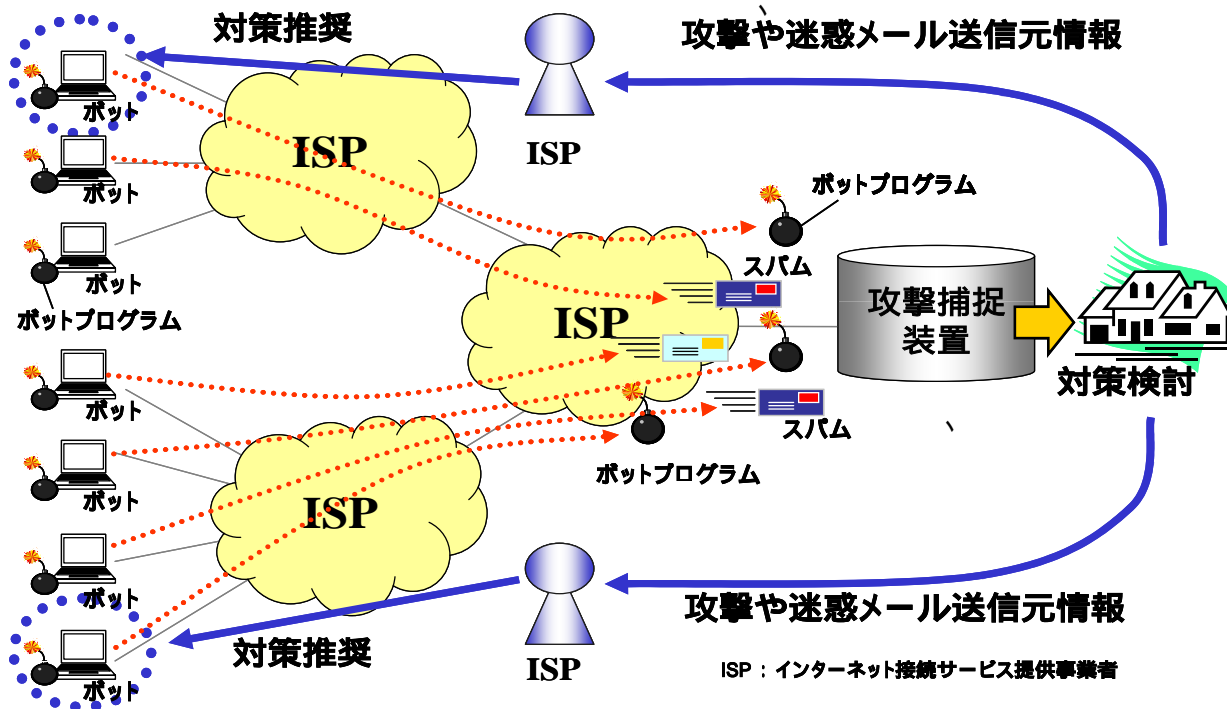 対策推奨
攻撃や迷惑メール送信元情報
ボット
ISP
ISP
ボットプログラム
ボット
スパム
ボット
ボットプログラム
ISP
攻撃捕捉
装置
対策検討
ボット
スパム
ボットプログラム
ボット
ISP
ボット
攻撃や迷惑メール送信元情報
対策推奨
ISP
ISP : インターネット接続サービス提供事業者
ボット